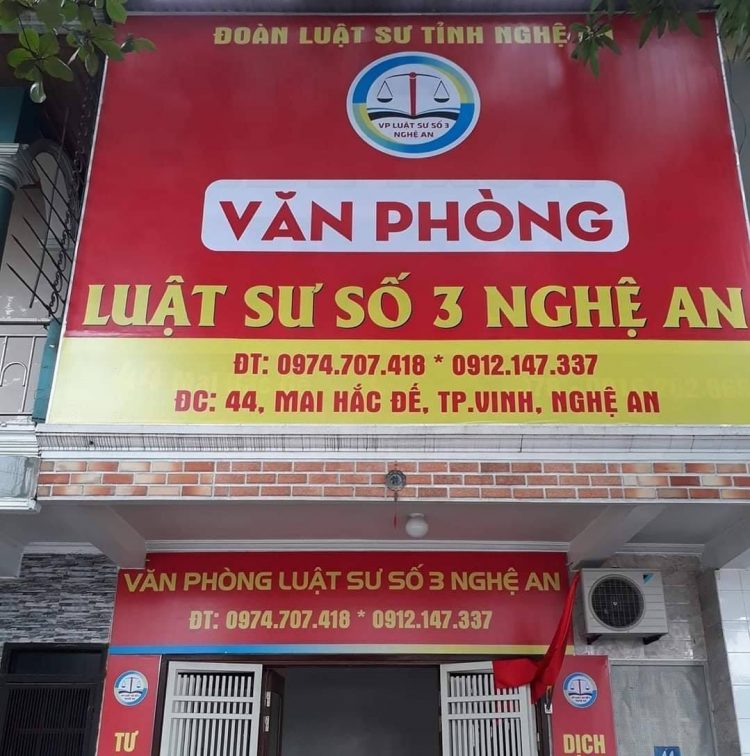 ĐOÀN LUẬT SƯ TỈNH NGHỆ AN
VP LUẬT SƯ SỐ 3
NGHỆ AN
VĂN PHÒNG
LUẬT SƯ SỐ 3 NGHỆ AN
ĐT: 0974.707.418 * 0912.147.337
ĐC: 44, MAI HẮC ĐẾ, TP.VINH, NGHỆ AN
VĂN PHÒNG LUẬT SƯ SỐ 3 NGHỆ AN
ĐT: 0974.707.418 * 0912.147.337
TƯ
DỊCH
44